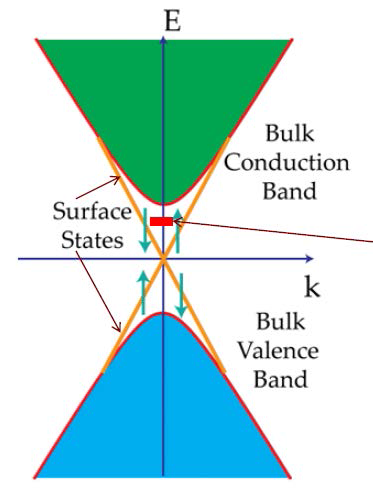 E
Bulk
Conduction
Band
Surface
States
k
Bulk
Valence
Band